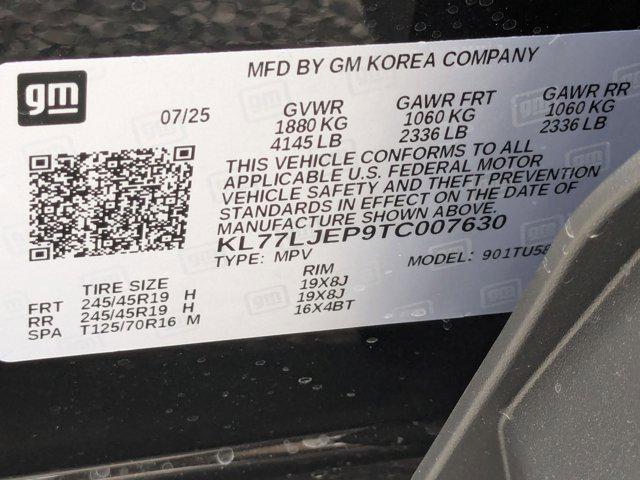 MFD BY GM KOREA COMPANY
gm
07/25 GVWR GAWR FRT GAWR RR
1880 KG 1060 KG 1060 KG
4145 LB 2336 LB 2336 LB
THIS VEHICLE CONFORMS TO ALL
APPLICABLE U.S. FEDERAL MOTOR
VEHICLE SAFETY AND THEFT PREVENTION
STANDARDS IN EFFECT ON THE DATE OF
MANUFACTURE SHOWN ABOVE.
KL77LJEP9TC007630
TYPE: MPV MODEL: 901TU58
TIRE SIZE RIM
FRT 245/45R19 H 19X8J
RR 245/45R19 H 19X8J
SPA T125/70R16 M 16X4BT